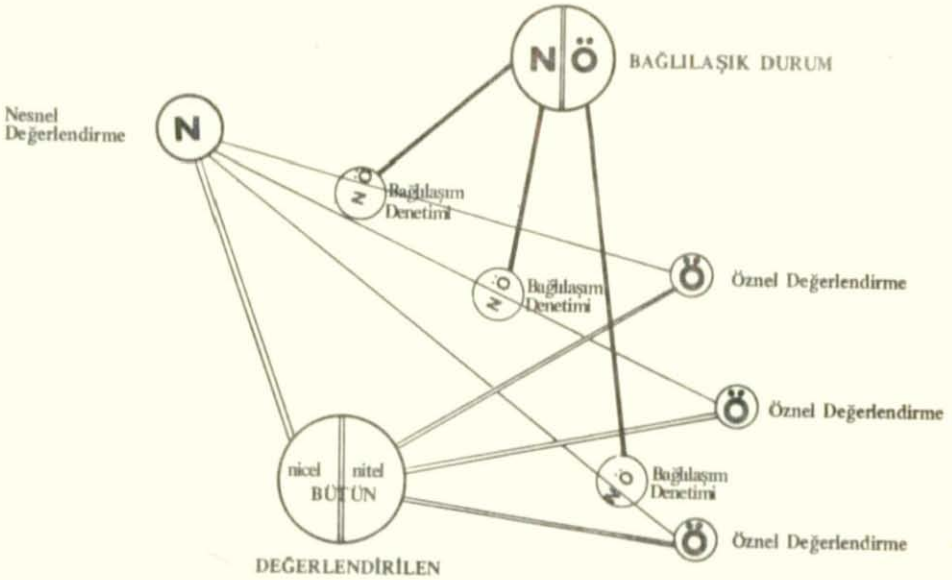 N Ö
BAĞLILAŞIK DURUM
Nesnel
Değerlendirme
N
N Ö
Bağlılaşım
Denetimi
Ö
Öznel Değerlendirme
N Ö
Bağlılaşım
Denetimi
Ö
Öznel Değerlendirme
nicel nitel
BÜTÜN
N Ö
Bağlılaşım
Denetimi
Ö
Öznel Değerlendirme
DEĞERLENDİRİLEN